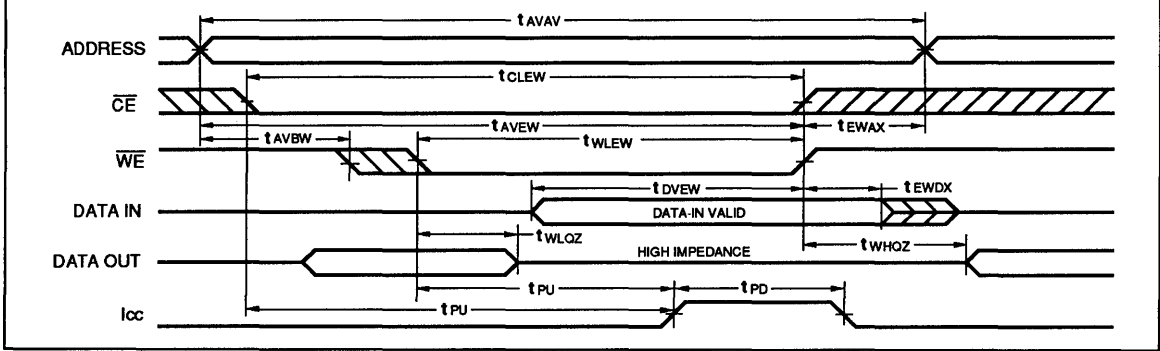 tAVAV
ADDRESS
tCLEW
CE
tAVEW
tEWAX
tAVBW
tWLEW
WE
tDVEW
tEWDX
DATA IN
DATA-IN VALID
tWLQZ
tWHQZ
DATA OUT
HIGH IMPEDANCE
tPU
tPD
tPU
Icc